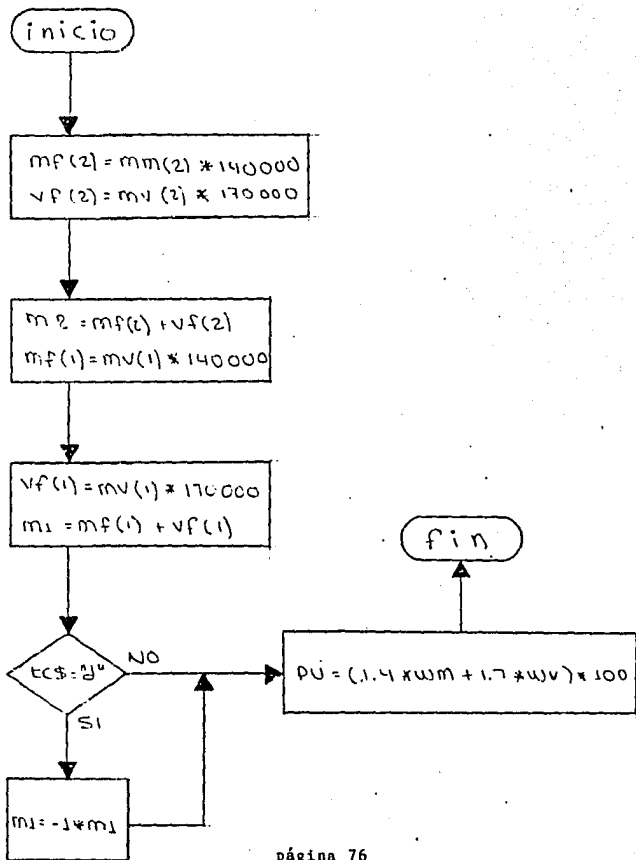 inicio
mf(2) = mm(2) * 140000
vf(2) = mv(2) * 170000
m2 = mf(2) + vf(2)
mf(1) = mv(1) * 140000
vf(1) = mv(1) * 170000
m1 = mf(1) + vf(1)
fin
NO
pu = (1.4 * wm + 1.7 * wv) * 100
SI
m1 = -1 * m1
página 76